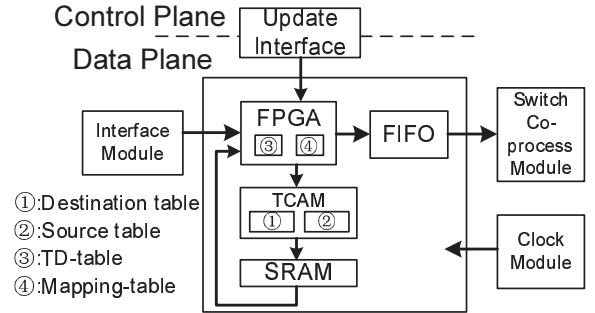 Control Plane
Update
Interface
Data Plane
FPGA
③ ④
FIFO
Switch
Co-
process
Module
Interface
Module
TCAM
① ②
①:Destination table
②:Source table
③:TD-table
④:Mapping-table
SRAM
Clock
Module